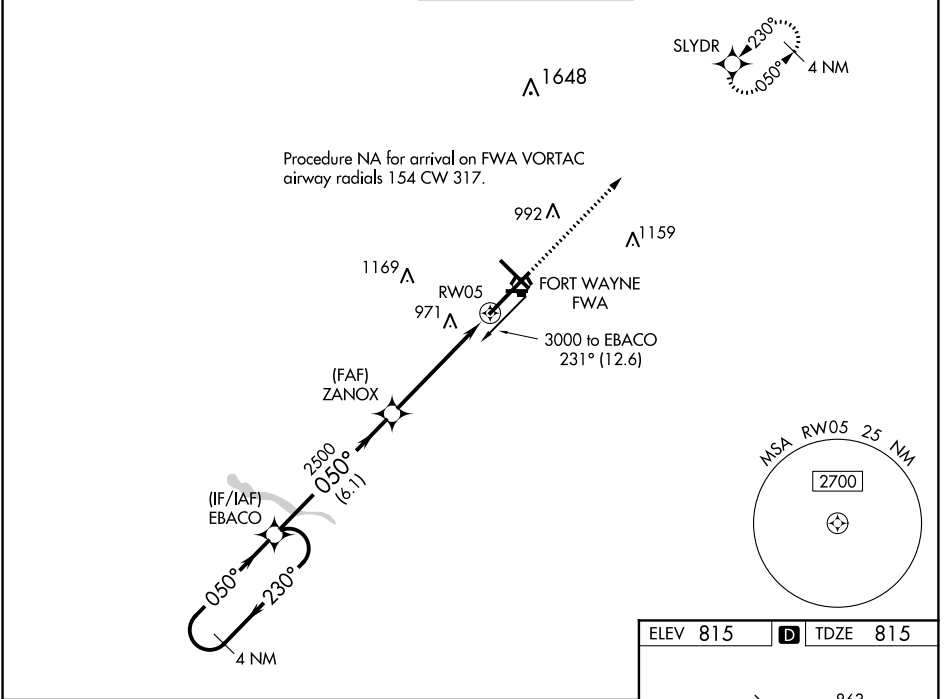 SLYDR
230°
050°
4 NM
1648
Procedure NA for arrival on FWA VORTAC
airway radials 154 CW 317.
992
1159
1169
FORT WAYNE
FWA
RW05
971
3000 to EBACO
231° (12.6)
(FAF)
ZANOX
2500
050°
(6.1)
(IF/IAF)
EBACO
050°
230°
4 NM
MSA RW05 25 NM
2700
ELEV 815 D TDZE 815